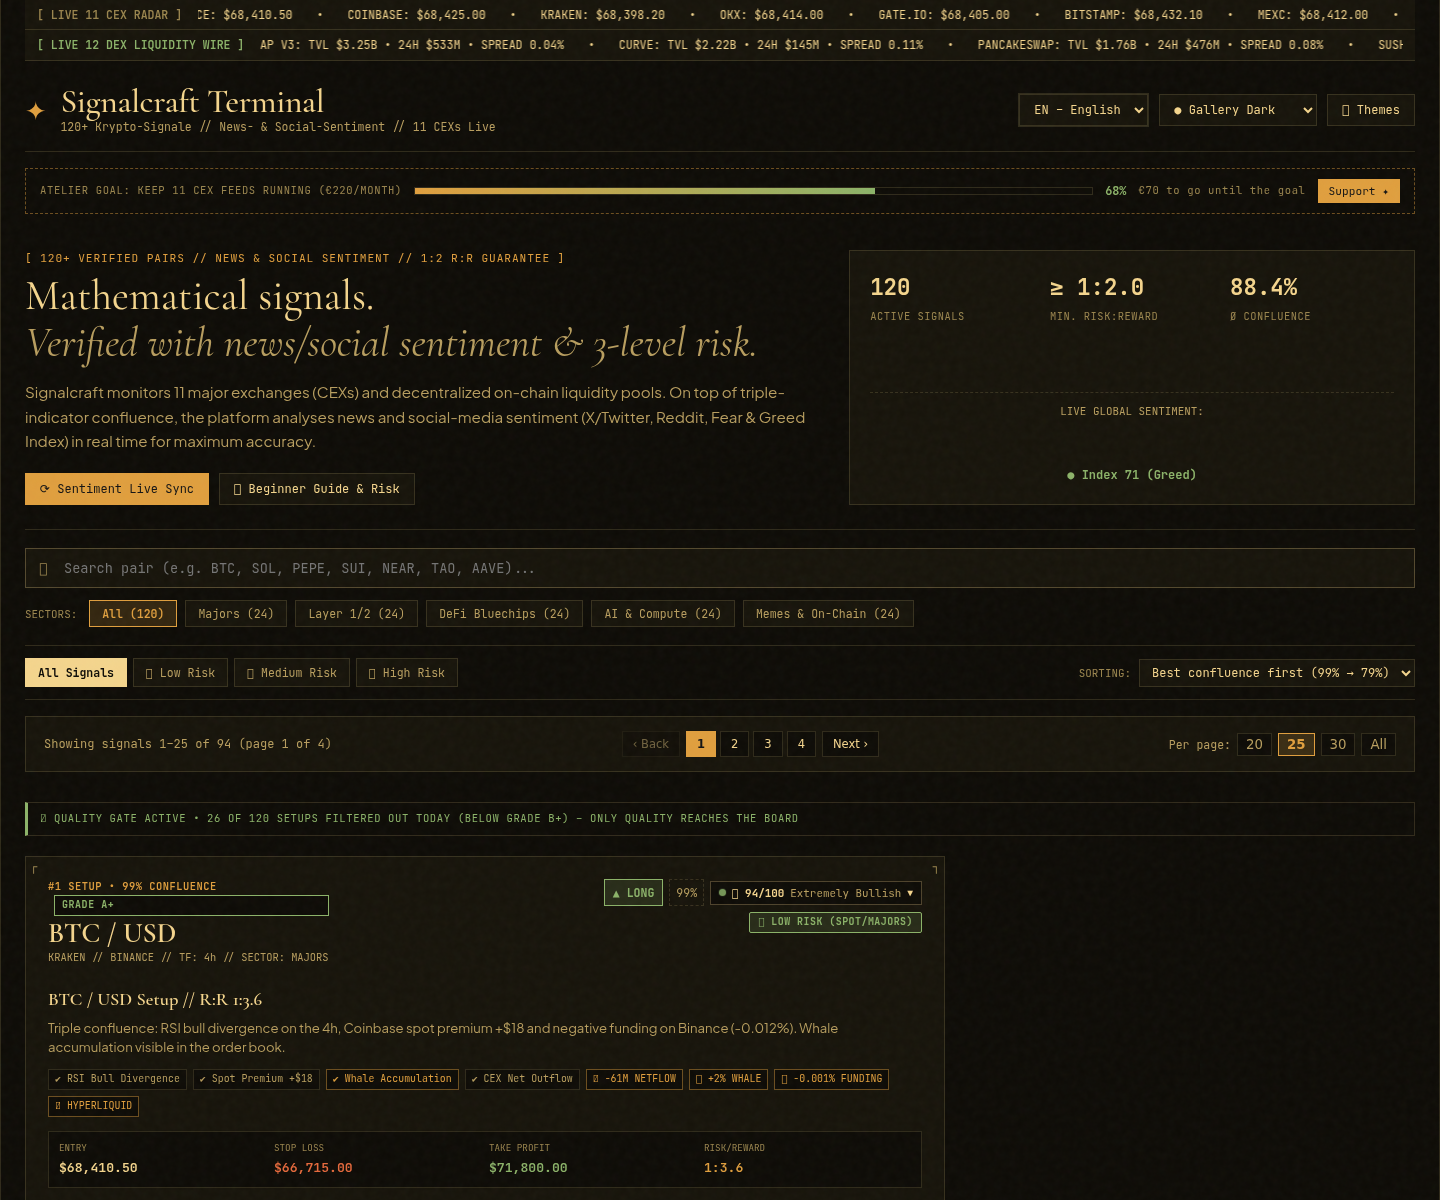 [ LIVE 11 CEX RADAR ] CE: $68,410.50 • COINBASE: $68,425.00 • KRAKEN: $68,398.20 • OKX: $68,414.00 • GATE.IO: $68,405.00 • BITSTAMP: $68,432.10 • MEXC: $68,412.00 •
[ LIVE 12 DEX LIQUIDITY WIRE ] AP V3: TVL $3.25B • 24H $533M • SPREAD 0.04% • CURVE: TVL $2.22B • 24H $145M • SPREAD 0.11% • PANCAKESWAP: TVL $1.76B • 24H $476M • SPREAD 0.08% • SUSH
Signalcraft Terminal
120+ Krypto-Signale // News- & Social-Sentiment // 11 CEXs Live
EN – English
● Gallery Dark
Themes
ATELIER GOAL: KEEP 11 CEX FEEDS RUNNING (€220/MONTH) 68% €70 to go until the goal Support ✦
[ 120+ VERIFIED PAIRS // NEWS & SOCIAL SENTIMENT // 1:2 R:R GUARANTEE ]
Mathematical signals.
Verified with news/social sentiment & 3-level risk.
Signalcraft monitors 11 major exchanges (CEXs) and decentralized on-chain liquidity pools. On top of triple-
indicator confluence, the platform analyses news and social-media sentiment (X/Twitter, Reddit, Fear & Greed
Index) in real time for maximum accuracy.
⟳ Sentiment Live Sync
Beginner Guide & Risk
120 ≥ 1:2.0 88.4%
ACTIVE SIGNALS MIN. RISK:REWARD Ø CONFLUENCE
LIVE GLOBAL SENTIMENT:
● Index 71 (Greed)
Search pair (e.g. BTC, SOL, PEPE, SUI, NEAR, TAO, AAVE)...
SECTORS: All (120) Majors (24) Layer 1/2 (24) DeFi Bluechips (24) AI & Compute (24) Memes & On-Chain (24)
All Signals Low Risk Medium Risk High Risk SORTING: Best confluence first (99% → 79%)
Showing signals 1–25 of 94 (page 1 of 4) ‹ Back 1 2 3 4 Next › Per page: 20 25 30 All
QUALITY GATE ACTIVE • 26 OF 120 SETUPS FILTERED OUT TODAY (BELOW GRADE B+) – ONLY QUALITY REACHES THE BOARD
#1 SETUP • 99% CONFLUENCE
GRADE A+
BTC / USD
KRAKEN // BINANCE // TF: 4h // SECTOR: MAJORS
▲ LONG 99% ● 94/100 Extremely Bullish ▼
LOW RISK (SPOT/MAJORS)
BTC / USD Setup // R:R 1:3.6
Triple confluence: RSI bull divergence on the 4h, Coinbase spot premium +$18 and negative funding on Binance (-0.012%). Whale
accumulation visible in the order book.
✔ RSI Bull Divergence ✔ Spot Premium +$18 ✔ Whale Accumulation ✔ CEX Net Outflow -61M NETFLOW +2% WHALE -0.001% FUNDING
HYPERLIQUID
ENTRY STOP LOSS TAKE PROFIT RISK/REWARD
$68,410.50 $66,715.00 $71,800.00 1:3.6